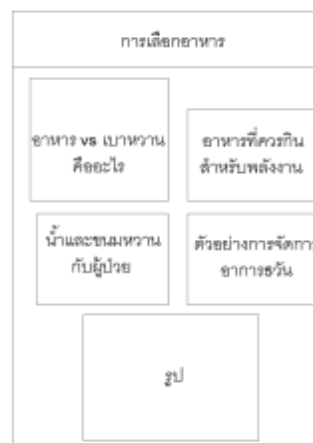 การเลือกอาหาร
อาหาร vs เบาหวาน
คืออะไร
อาหารที่ควรกิน
สำหรับพลังงาน
น้ำและขนมหวาน
กับผู้ป่วย
ตัวอย่างการจัดการ
อาการธวัน
รูป